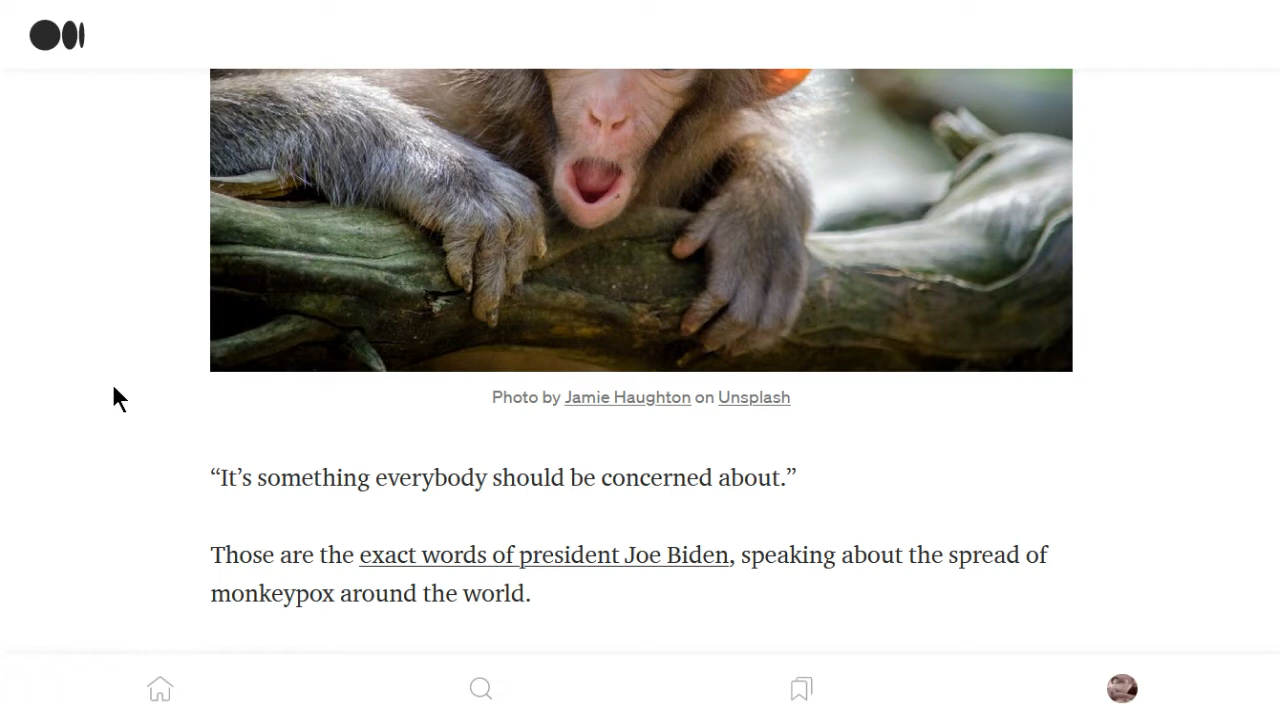 Photo by Jamie Haughton on Unsplash
“It’s something everybody should be concerned about.”
Those are the exact words of president Joe Biden, speaking about the spread of
monkeypox around the world.